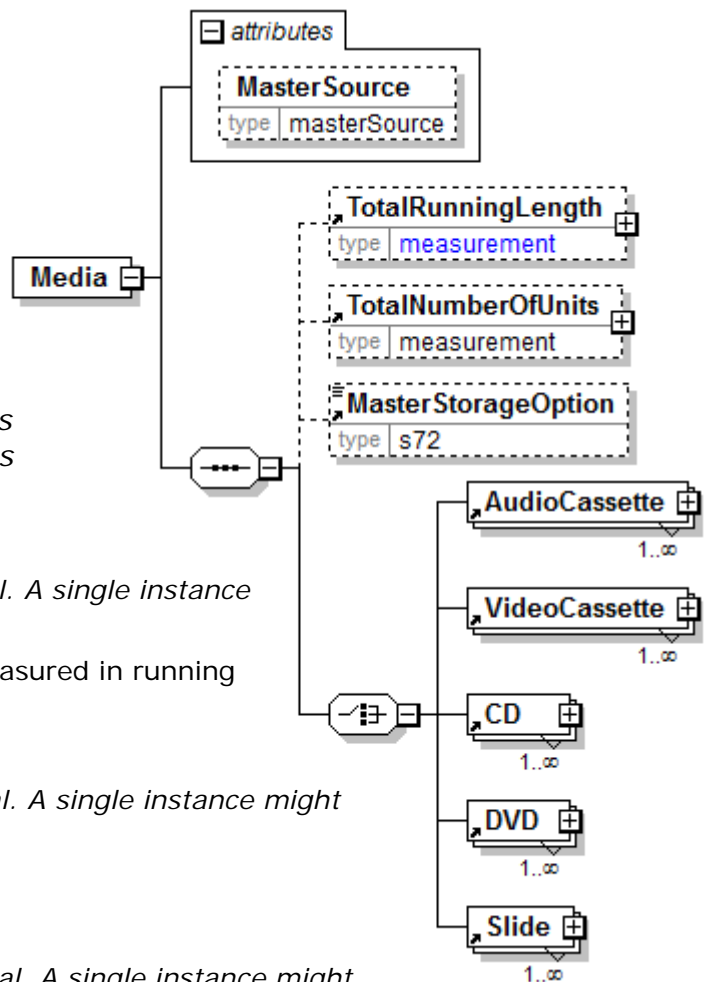 attributes
MasterSource
type masterSource
TotalRunningLength
type measurement
Media
TotalNumberOfUnits
type measurement
MasterStorageOption
type s72
s
s
AudioCassette
1..∞
l. A single instance
VideoCassette
1..∞
asured in running
CD
1..∞
al. A single instance might
DVD
1..∞
Slide
1..∞
al. A single instance might